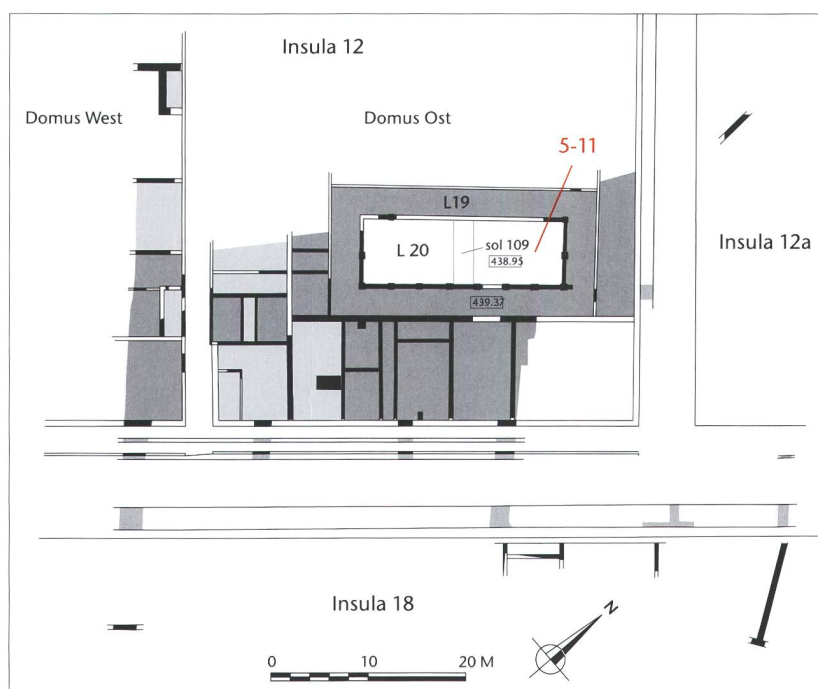 Insula 12
Domus West
Domus Ost
5-11
L19
L 20
sol 109
438.95
Insula 12a
439.37
Insula 18
N
0 10 20 M